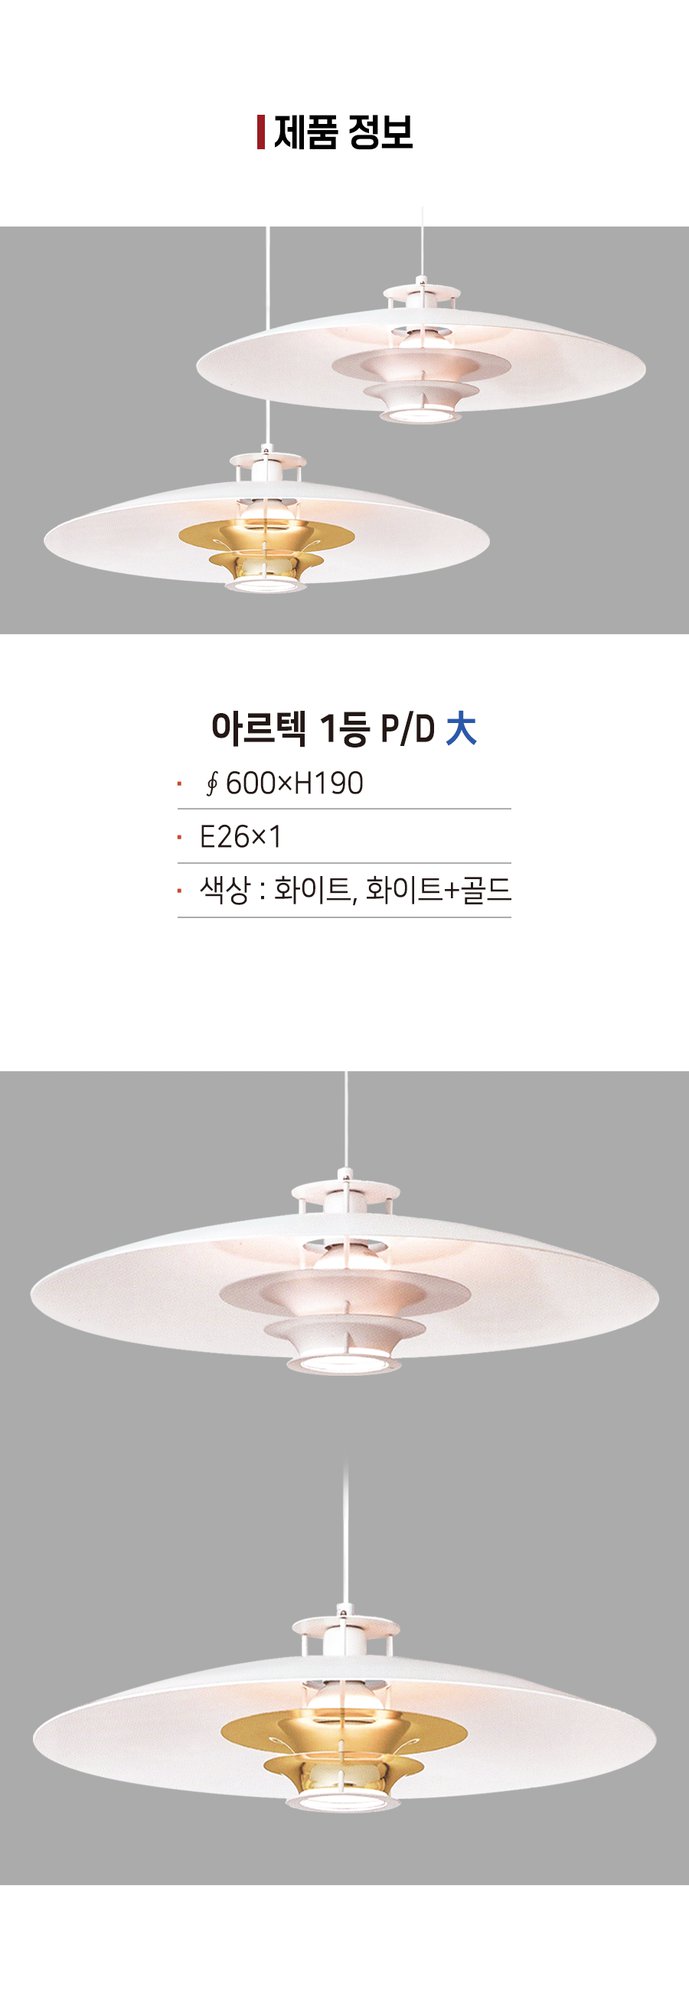 제품 정보
아르텍 1등 P/D 大
· ∮600×H190
· E26×1
· 색상 : 화이트, 화이트+골드